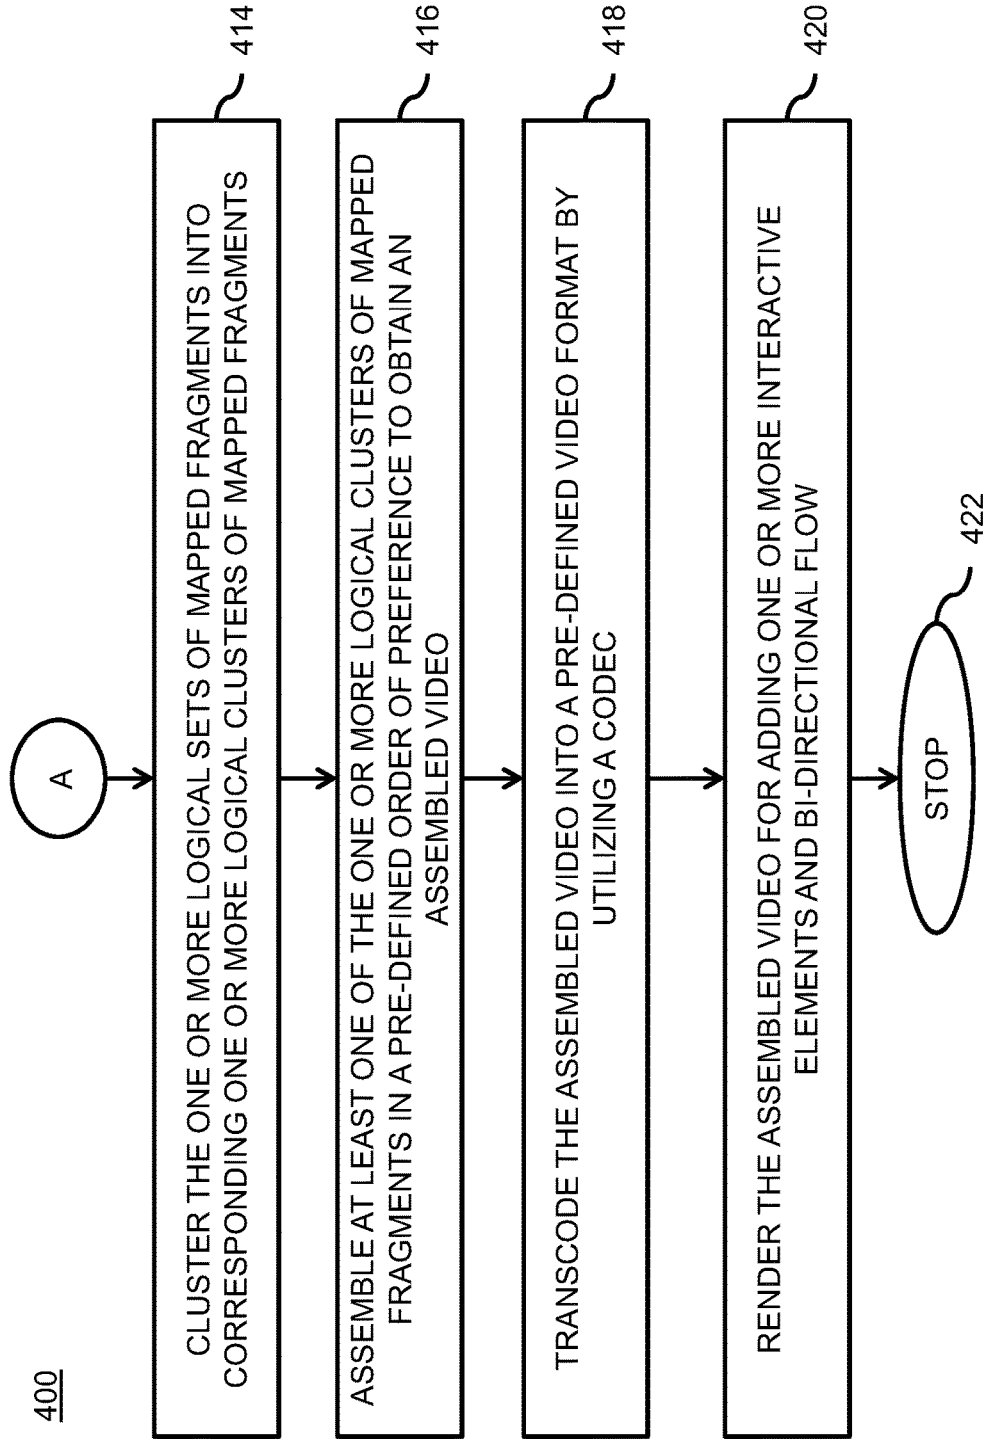 400
A
CLUSTER THE ONE OR MORE LOGICAL SETS OF MAPPED FRAGMENTS INTO
CORRESPONDING ONE OR MORE LOGICAL CLUSTERS OF MAPPED FRAGMENTS
414
ASSEMBLE AT LEAST ONE OF THE ONE OR MORE LOGICAL CLUSTERS OF MAPPED
FRAGMENTS IN A PRE-DEFINED ORDER OF PREFERENCE TO OBTAIN AN
ASSEMBLED VIDEO
416
TRANSCODE THE ASSEMBLED VIDEO INTO A PRE-DEFINED VIDEO FORMAT BY
UTILIZING A CODEC
418
RENDER THE ASSEMBLED VIDEO FOR ADDING ONE OR MORE INTERACTIVE
ELEMENTS AND BI-DIRECTIONAL FLOW
420
STOP
422